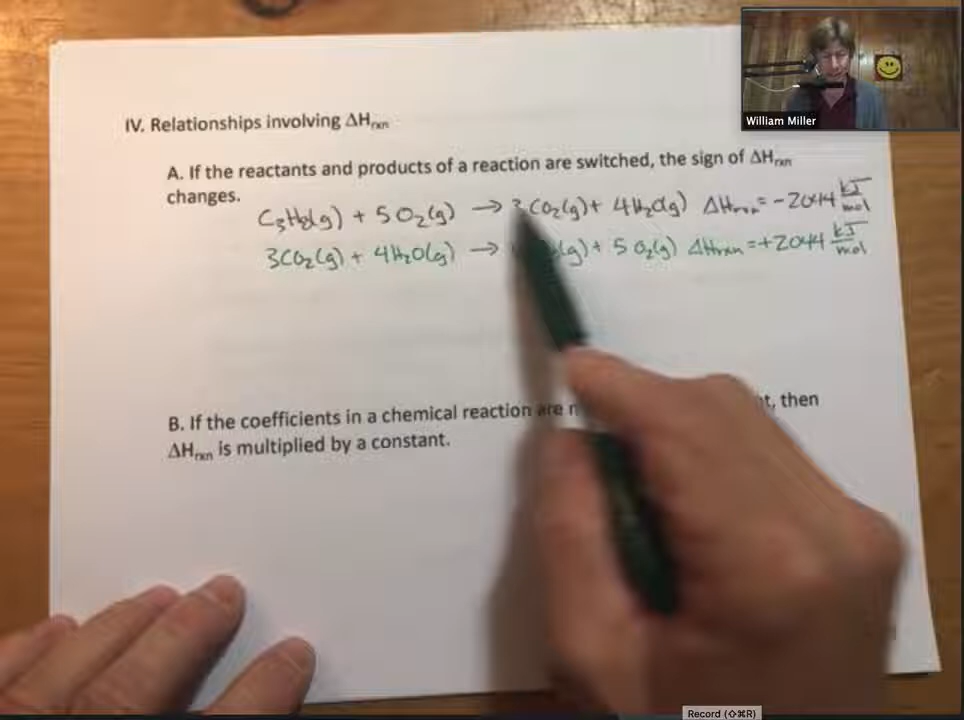 IV. Relationships involving ΔHrxn
William Miller
A. If the reactants and products of a reaction are switched, the sign of ΔHrxn
changes.
C₃H₈(g) + 5O₂(g) → 3CO₂(g) + 4H₂O(g) ΔHrxn = -2044 kJ/mol
3CO₂(g) + 4H₂O(g) → (g) + 5O₂(g) ΔHrxn = +2044 kJ/mol
B. If the coefficients in a chemical reaction are then
ΔHrxn is multiplied by a constant.
Record (⇧⌘R)